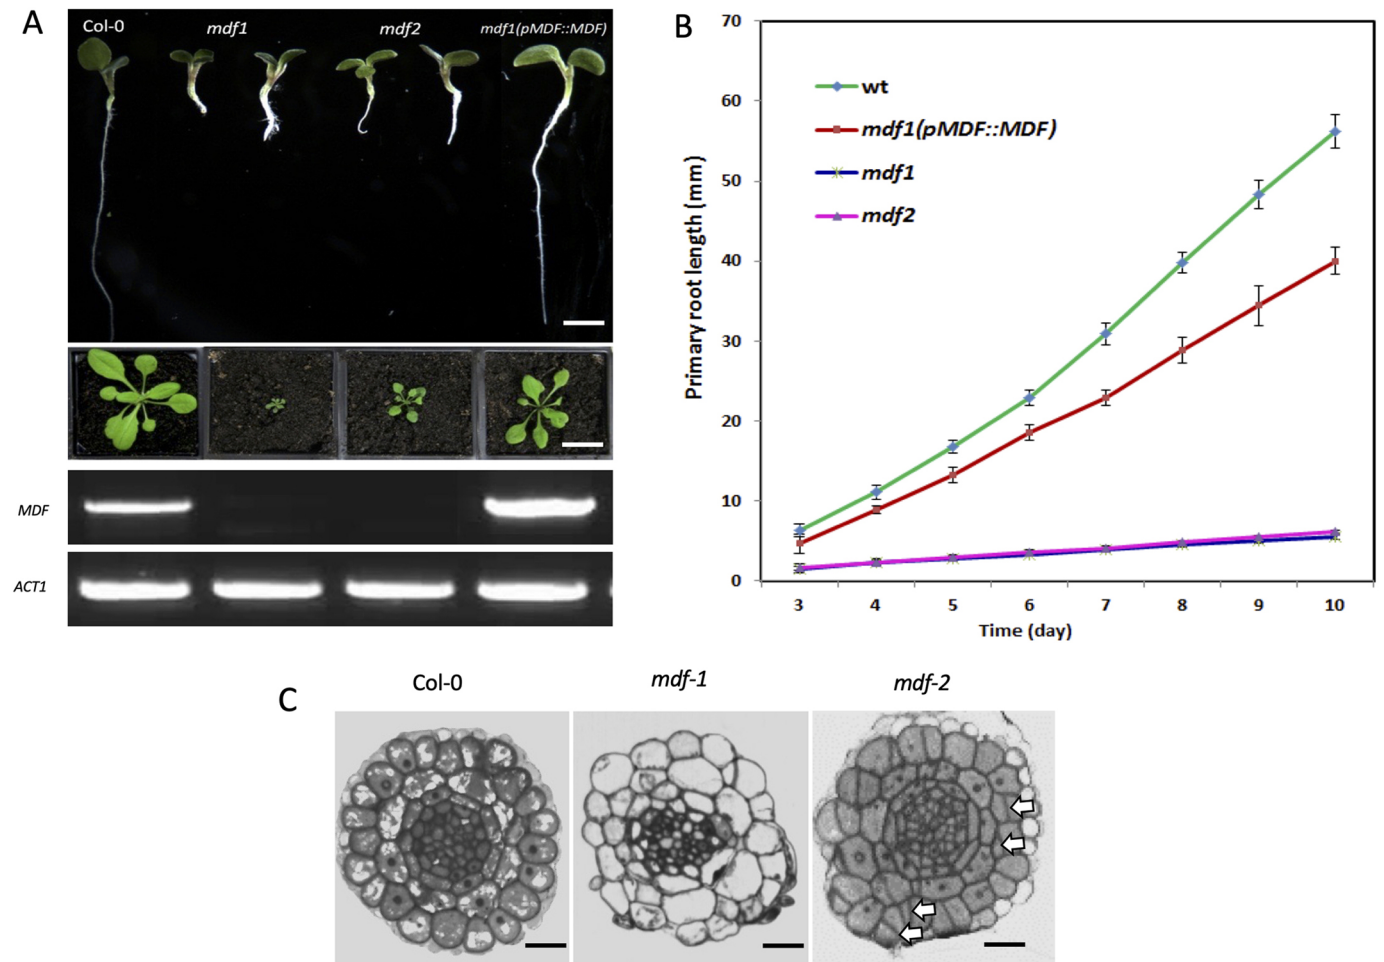 A
Col-0 mdf1 mdf2 mdf1(pMDF::MDF)
MDF
ACT1
B
70
60
50
40
30
20
10
0
Primary root length (mm)
wt
mdf1(pMDF::MDF)
mdf1
mdf2
3 4 5 6 7 8 9 10
Time (day)
C
Col-0 mdf-1 mdf-2